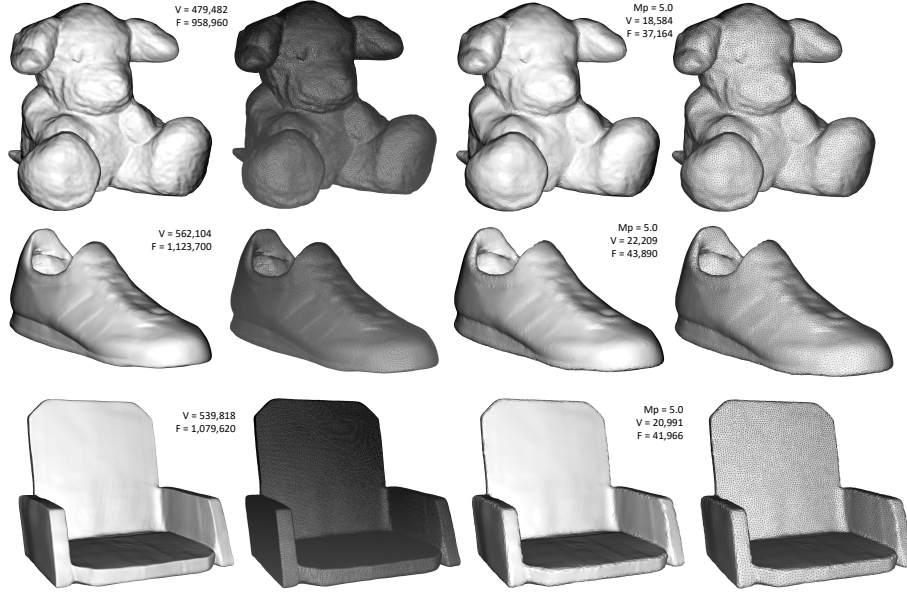 V = 479,482
F = 958,960
Mp = 5.0
V = 18,584
F = 37,164
V = 562,104
F = 1,123,700
Mp = 5.0
V = 22,209
F = 43,890
V = 539,818
F = 1,079,620
Mp = 5.0
V = 20,991
F = 41,966